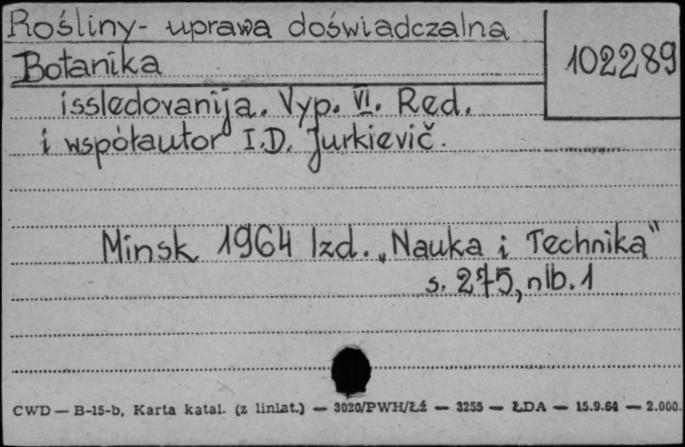 Rośliny- uprawa doświadczalna
102289
Botanika
issledovanija. Vyp. VI. Red.
i współautor I.D. Jurkievič.
Minsk 1964 Izd. „Nauka i Technika"
s. 275, nlb. 1
CWD — B-15-b, Karta katal. (z liniat.) — 3020/PWH/Łź — 3255 — ŁDA — 15.9.64 — 2.000.